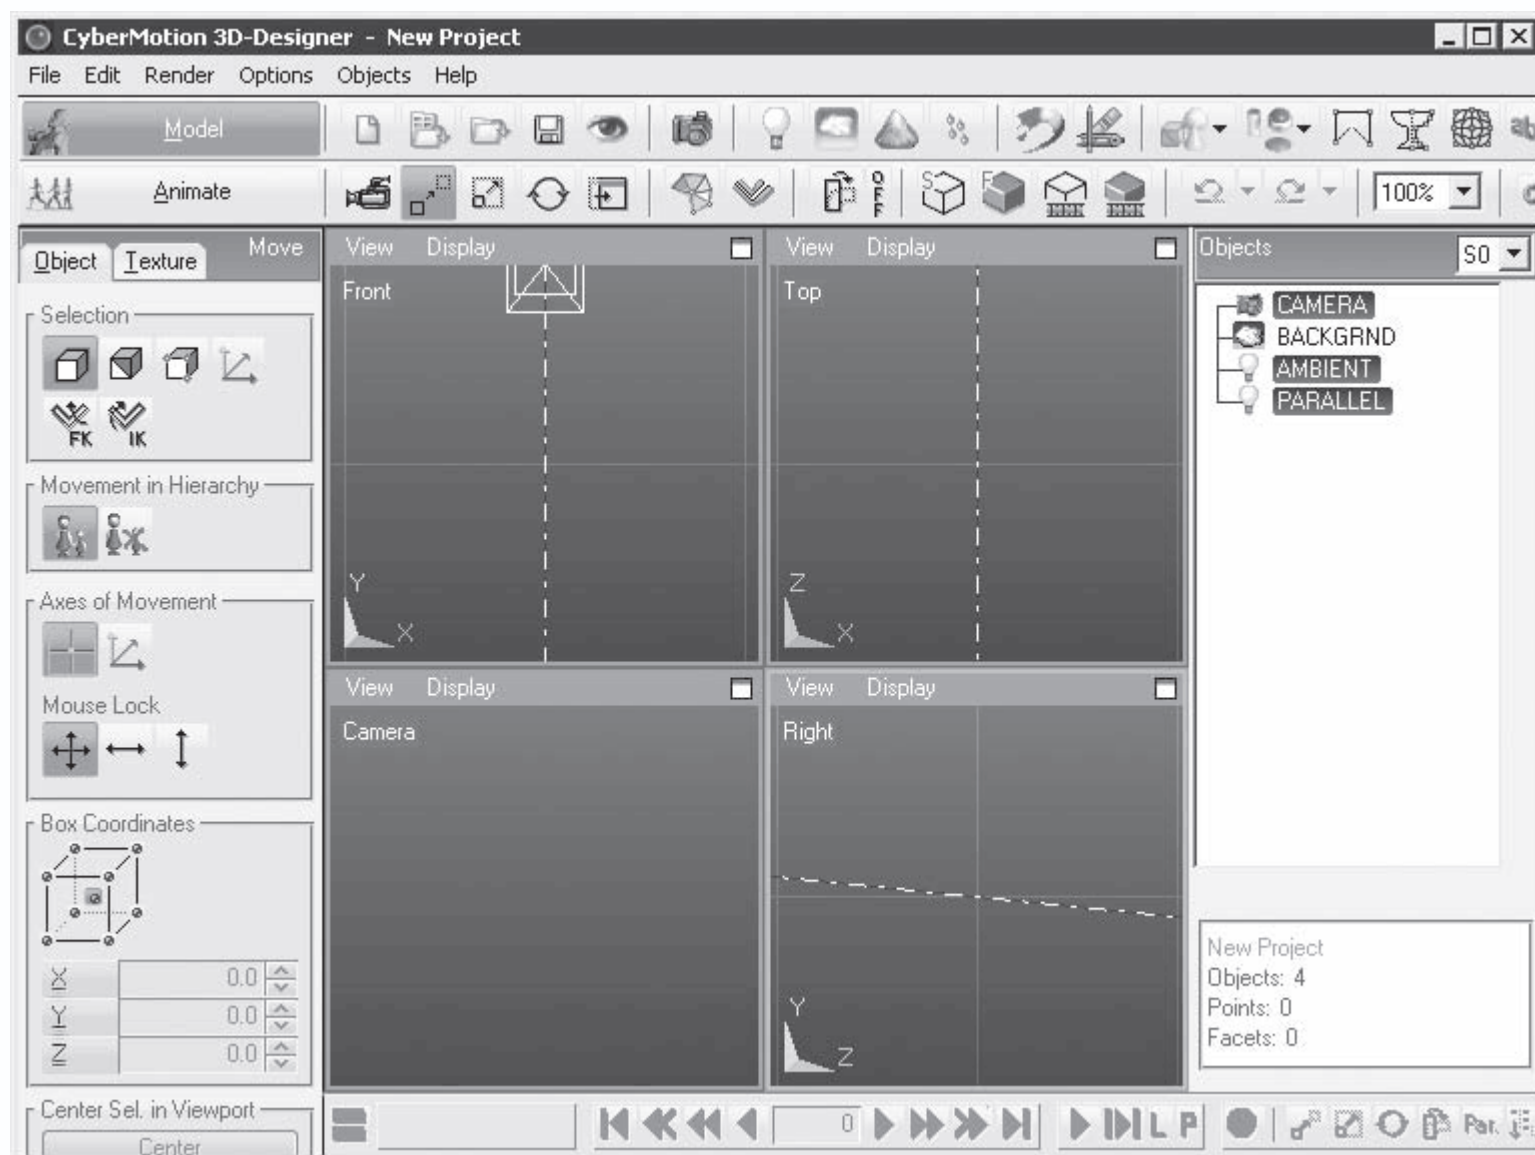 CyberMotion 3D-Designer - New Project
File Edit Render Options Objects Help
Model
Animate
OFF
S
F
100%
Object Texture Move
View Display
View Display
Objects S0
Selection
FK IK
Movement in Hierarchy
Axes of Movement
Mouse Lock
Box Coordinates
X 0.0
Y 0.0
Z 0.0
Center Sel. in Viewport
Center
Front
Y
X
Top
Z
X
View Display
Camera
View Display
Right
Y
Z
CAMERA
BACKGRND
AMBIENT
PARALLEL
New Project
Objects: 4
Points: 0
Facets: 0
0
L P
Par.